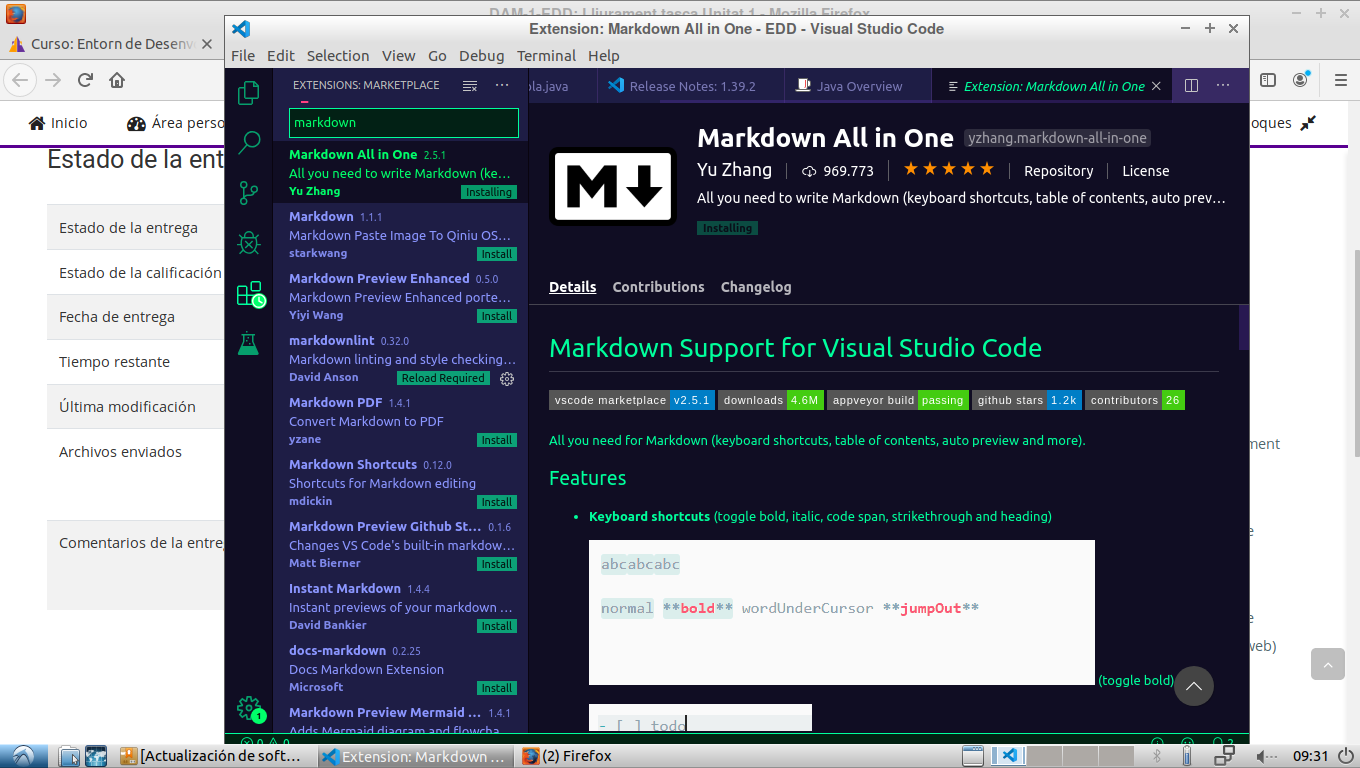 DAM-1-EDD: Lliurament tasca Unitat 1 - Mozilla Firefox
Curso: Entorn de Desenv
Extension: Markdown All in One - EDD - Visual Studio Code
File Edit Selection View Go Debug Terminal Help
Inicio
Área perso
oques
Estado de la ent
Estado de la entrega
Estado de la calificación
Fecha de entrega
Tiempo restante
Última modificación
Archivos enviados
Comentarios de la entre
EXTENSIONS: MARKETPLACE
markdown
Markdown All in One 2.5.1
All you need to write Markdown (ke...
Yu Zhang Installing
Markdown 1.1.1
Markdown Paste Image To Qiniu OS...
starkwang Install
Markdown Preview Enhanced 0.5.0
Markdown Preview Enhanced porte...
Yiyi Wang Install
markdownlint 0.32.0
Markdown linting and style checking...
David Anson Reload Required
Markdown PDF 1.4.1
Convert Markdown to PDF
yzane Install
Markdown Shortcuts 0.12.0
Shortcuts for Markdown editing
mdickin Install
Markdown Preview Github St... 0.1.6
Changes VS Code's built-in markdow...
Matt Bierner Install
Instant Markdown 1.4.4
Instant previews of your markdown ...
David Bankier Install
docs-markdown 0.2.25
Docs Markdown Extension
Microsoft Install
Markdown Preview Mermaid ... 1.4.1
Adds Mermaid diagram and flowcha
1
ola.java
Release Notes: 1.39.2
Java Overview
Extension: Markdown All in One
M
Markdown All in One yzhang.markdown-all-in-one
Yu Zhang 969.773 Repository License
All you need to write Markdown (keyboard shortcuts, table of contents, auto prev...
Installing
Details Contributions Changelog
Markdown Support for Visual Studio Code
vscode marketplace v2.5.1 downloads 4.6M appveyor build passing github stars 1.2k contributors 26
All you need for Markdown (keyboard shortcuts, table of contents, auto preview and more).
Features
• Keyboard shortcuts (toggle bold, italic, code span, strikethrough and heading)
abcabcabc
normal **bold** wordUnderCursor **jumpOut**
(toggle bold)
- [ ] todo
ment
e
e
web)
0 0
2
[Actualización de soft...
Extension: Markdown ...
(2) Firefox
09:31